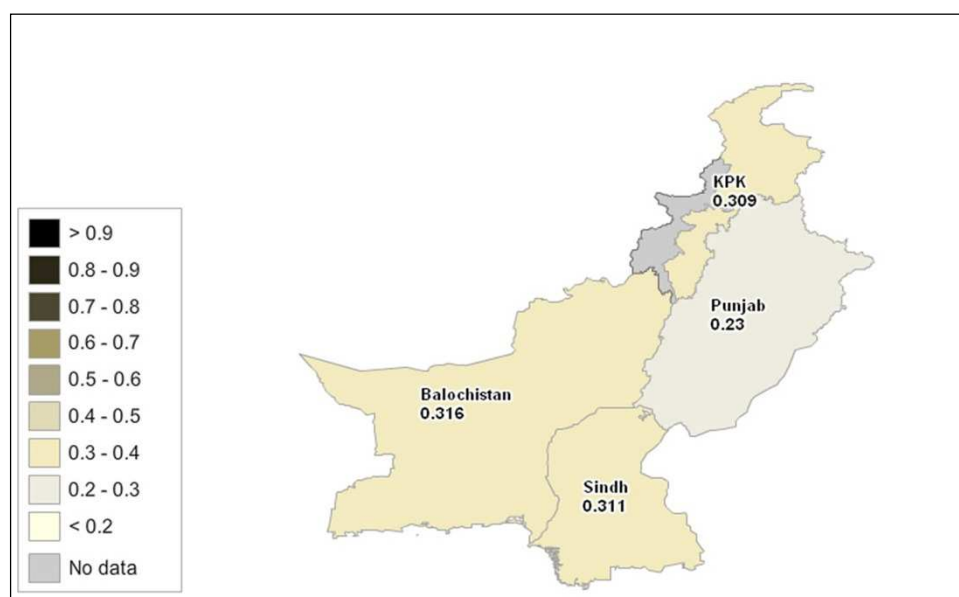 > 0.9
0.8 - 0.9
0.7 - 0.8
0.6 - 0.7
0.5 - 0.6
0.4 - 0.5
0.3 - 0.4
0.2 - 0.3
< 0.2
No data
KPK
0.309
Punjab
0.23
Balochistan
0.316
Sindh
0.311